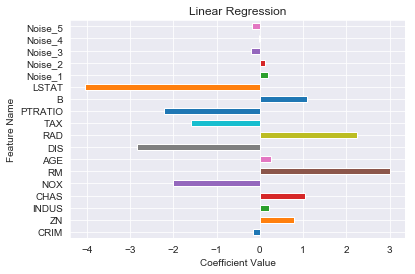 Linear Regression
Feature Name
Noise_5
Noise_4
Noise_3
Noise_2
Noise_1
LSTAT
B
PTRATIO
TAX
RAD
DIS
AGE
RM
NOX
CHAS
INDUS
ZN
CRIM
−4 −3 −2 −1 0 1 2 3
Coefficient Value